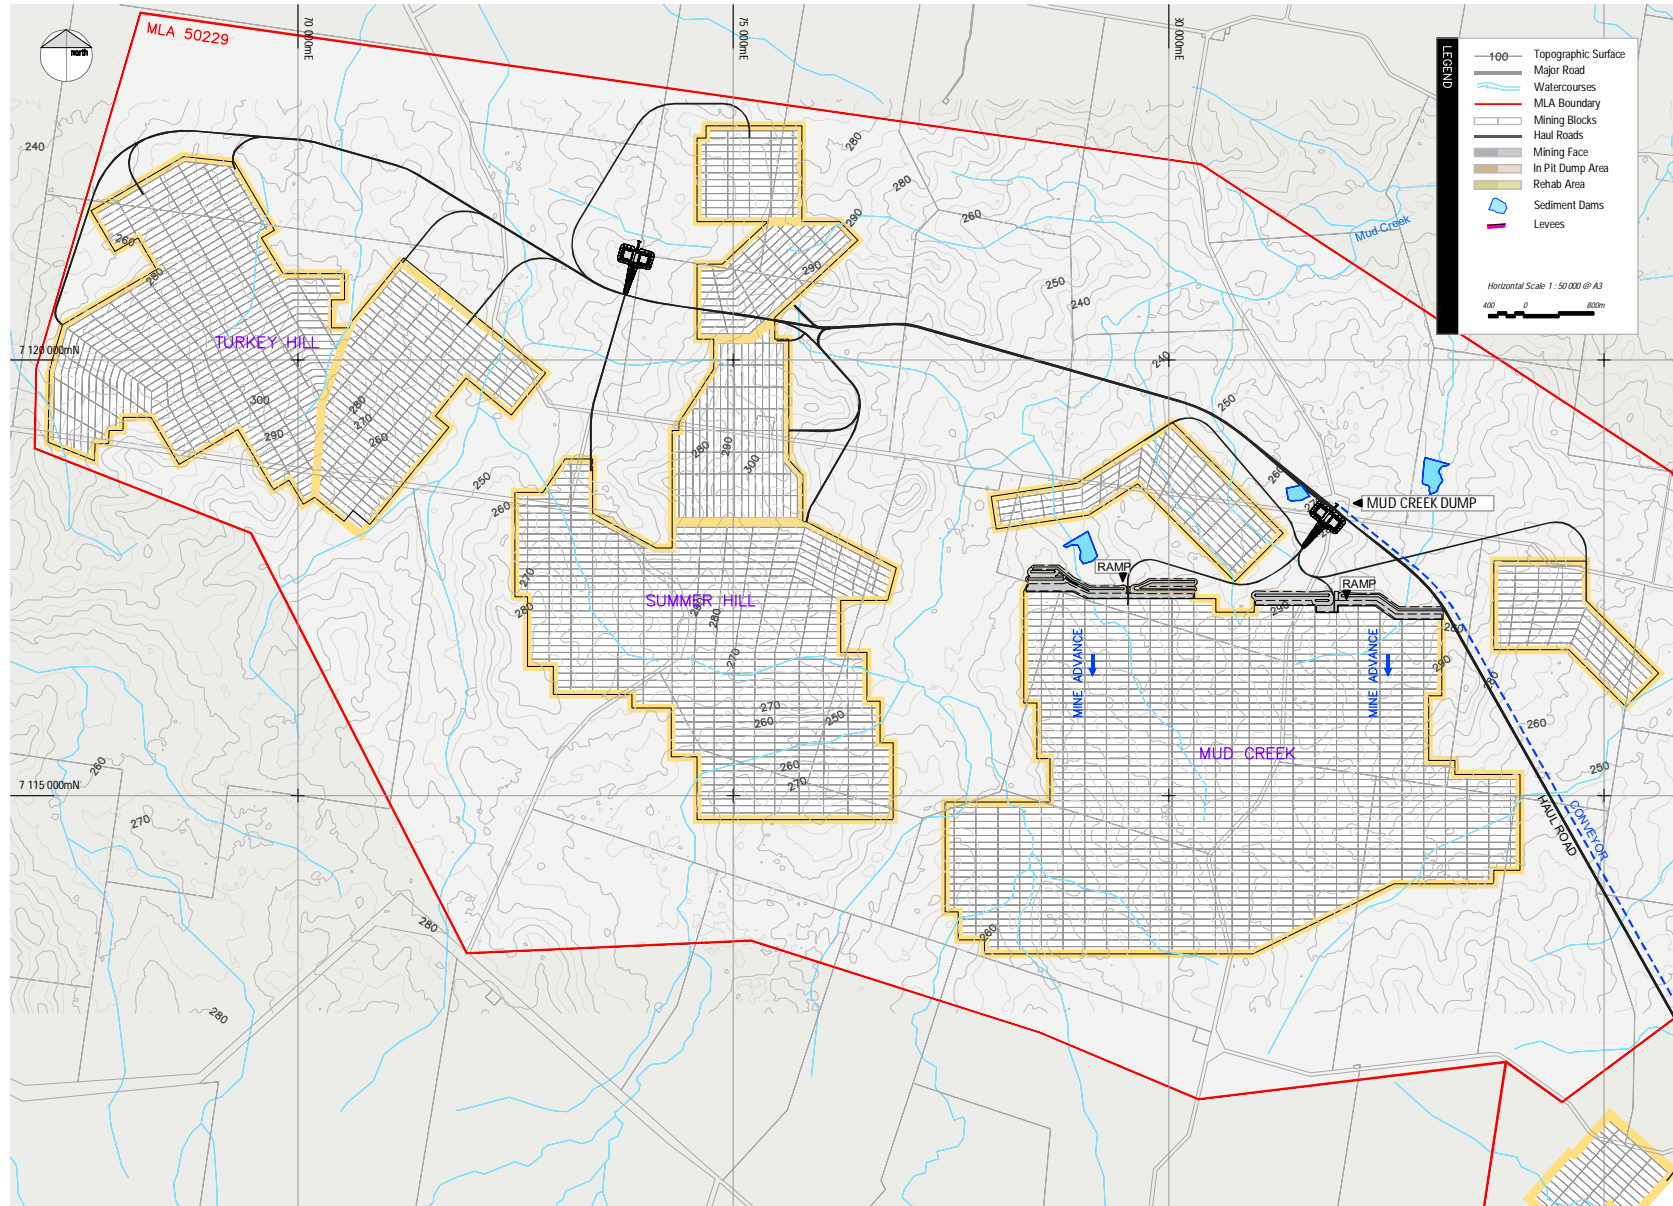 MLA 50229
north
70 000mE
75 000mE
80 000mE
LEGEND
100 Topographic Surface
Major Road
Watercourses
MLA Boundary
Mining Blocks
Haul Roads
Mining Face
In Pit Dump Area
Rehab Area
Sediment Dams
Levees
Horizontal Scale 1 : 50 000 @ A3
400 0 800m
240
280
280
260
290
Mud Creek
260
280
290
250
240
TURKEY HILL
7 120 000mN
240
300
290
280
270
260
250
260
280
290
300
250
260
MUD CREEK DUMP
RAMP
RAMP
270
280
SUMMER HILL
280
270
290
280
290
280
MINE ADVANCE
MINE ADVANCE
270
260
250
260
270
MUD CREEK
260
250
260
7 115 000mN
270
HAUL ROAD
CONVEYOR
280
260
280